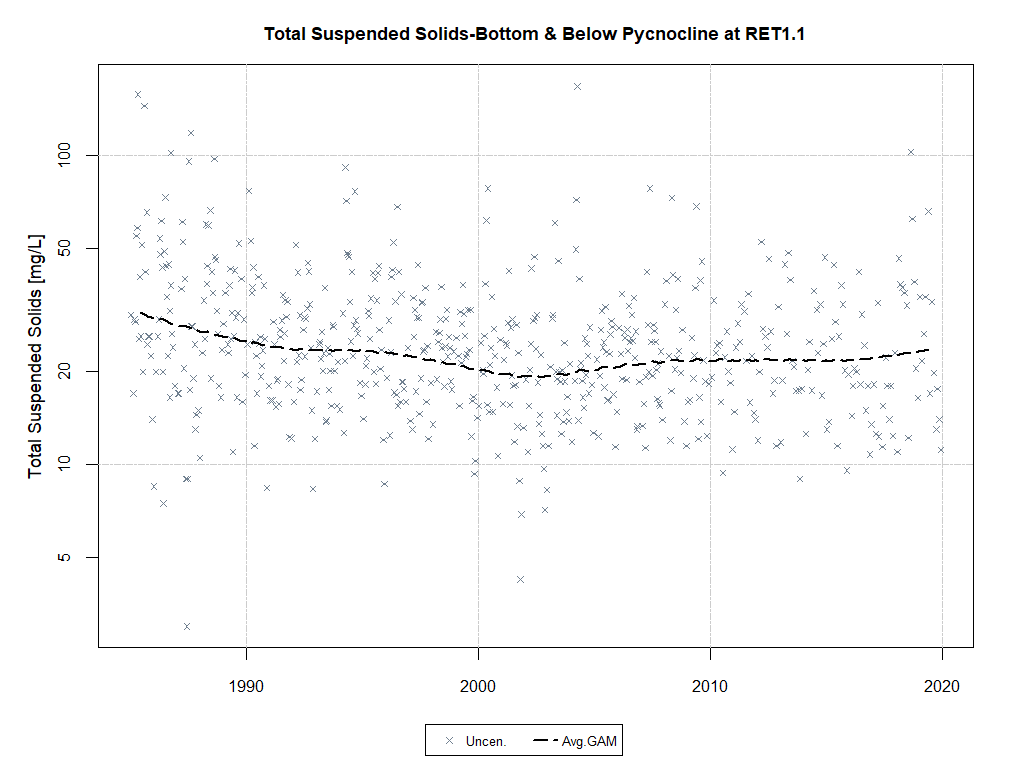 Total Suspended Solids-Bottom & Below Pycnocline at RET1.1
Total Suspended Solids [mg/L]
100
50
20
10
5
1990 2000 2010 2020
Uncen. Avg.GAM